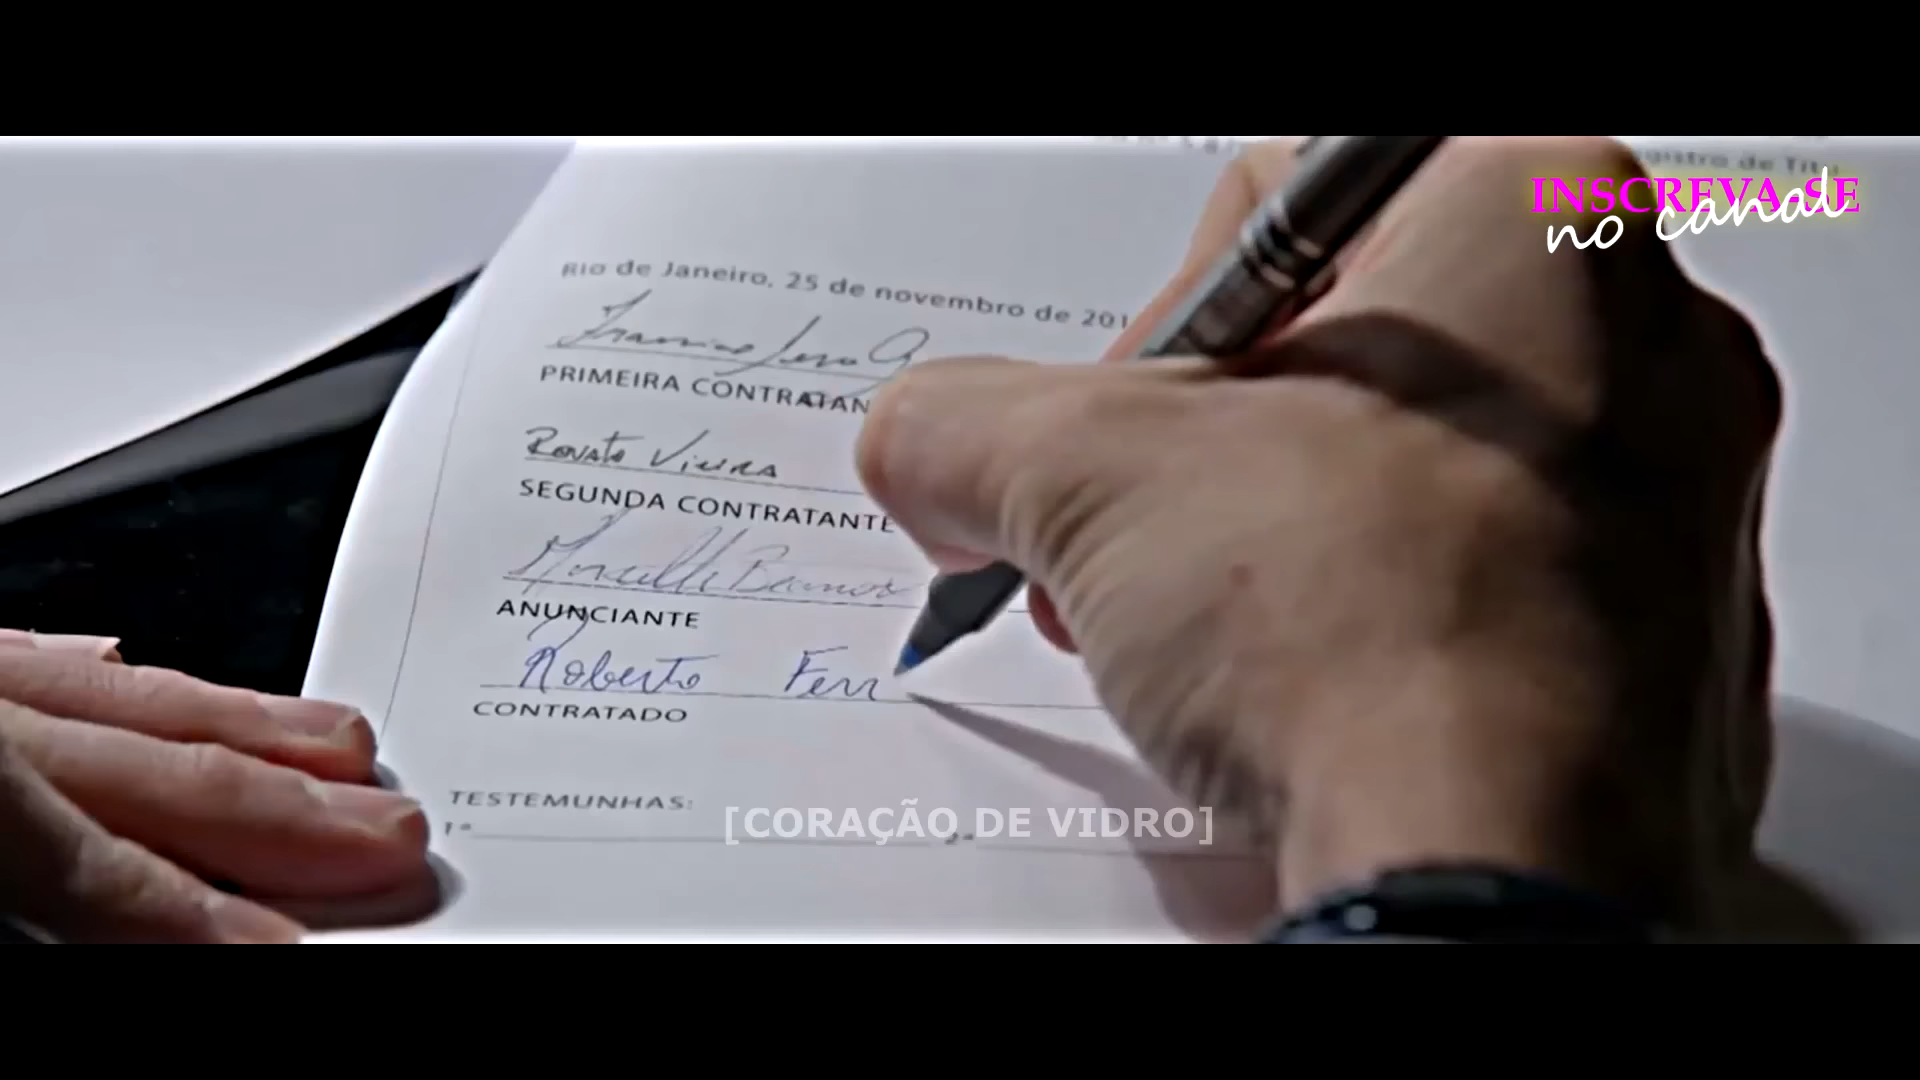 INSCREVA-SE
no canal
Rio de Janeiro, 25 de novembro de 201
PRIMEIRA CONTRATAN
Renato Vieira
SEGUNDA CONTRATANTE
ANUNCIANTE
Roberto Ferr
CONTRATADO
TESTEMUNHAS:
1ª 2ª
[CORAÇÃO DE VIDRO]